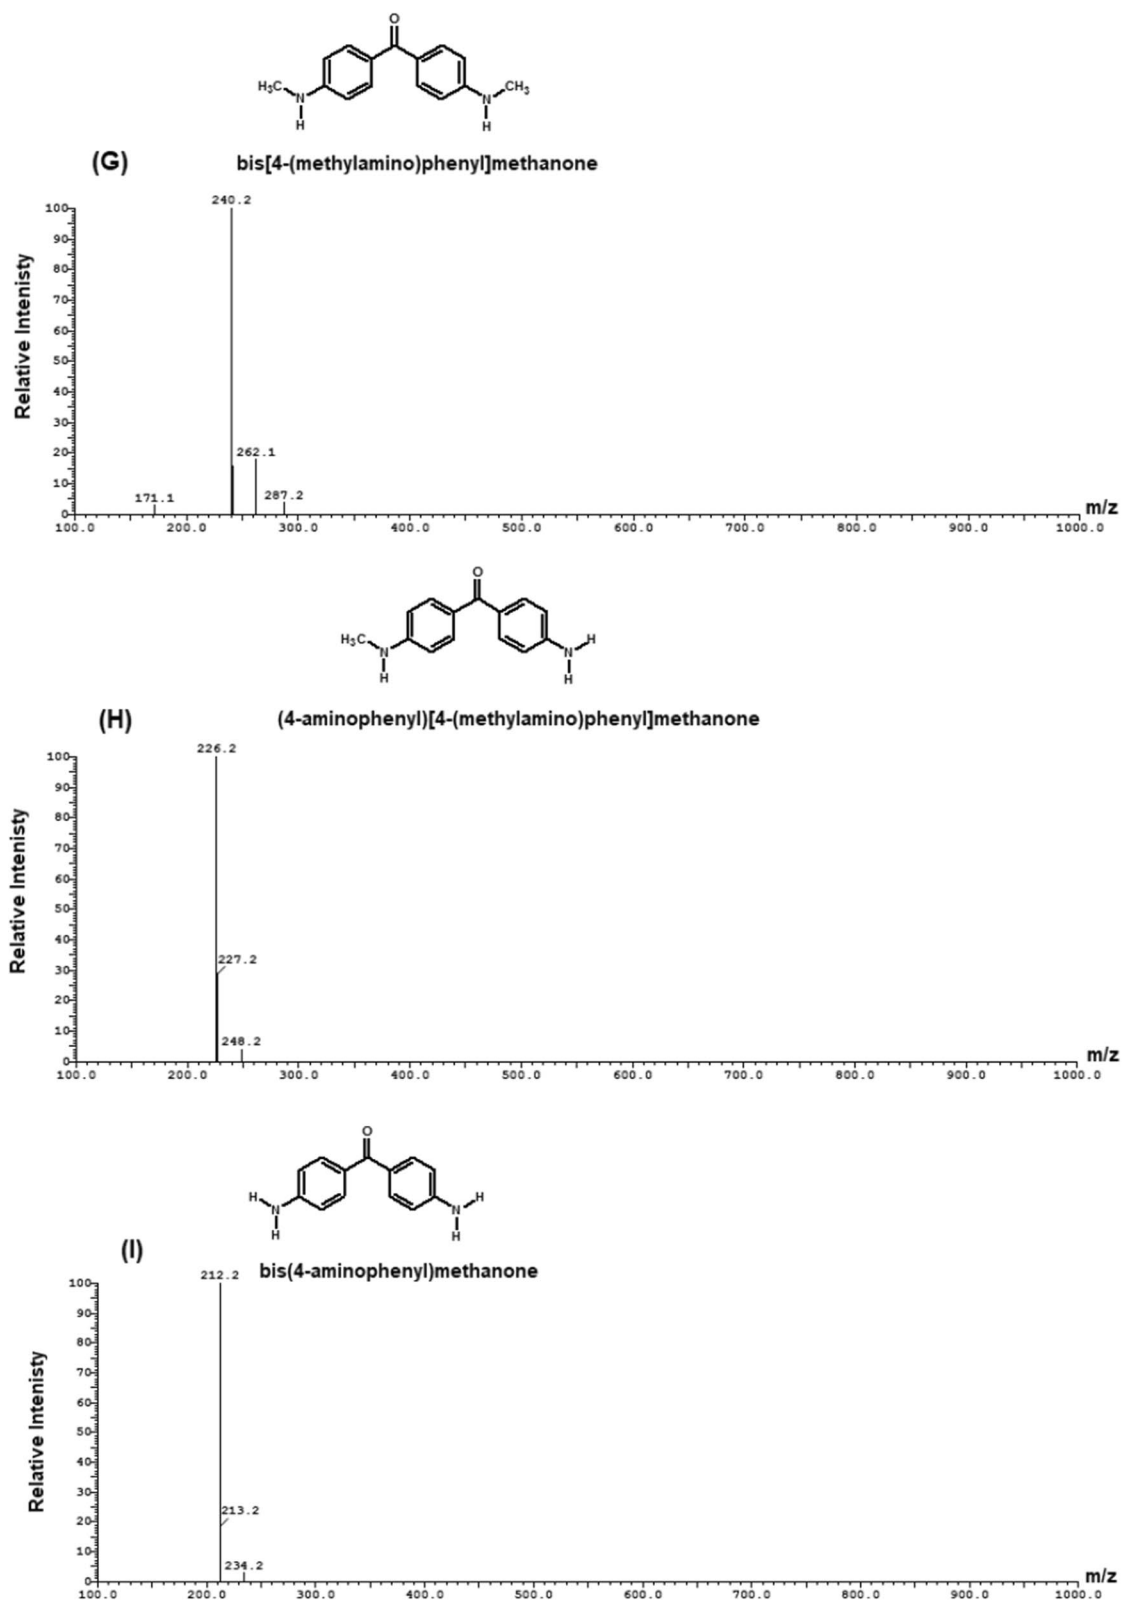 O
H₃C N H
N CH₃ H
(G) bis[4-(methylamino)phenyl]methanone
240.2
100
90
80
70
60
50
40
30
20
10
0
Relative Intenisty
262.1
287.2
171.1
100.0 200.0 300.0 400.0 500.0 600.0 700.0 800.0 900.0 1000.0
m/z
O
H₃C N H
N H H
(H) (4-aminophenyl)[4-(methylamino)phenyl]methanone
226.2
100
90
80
70
60
50
40
30
20
10
0
Relative Intenisty
227.2
248.2
100.0 200.0 300.0 400.0 500.0 600.0 700.0 800.0 900.0 1000.0
m/z
O
H N H
N H H
(I) bis(4-aminophenyl)methanone
212.2
100
90
80
70
60
50
40
30
20
10
0
Relative Intenisty
213.2
234.2
100.0 200.0 300.0 400.0 500.0 600.0 700.0 800.0 900.0 1000.0
m/z